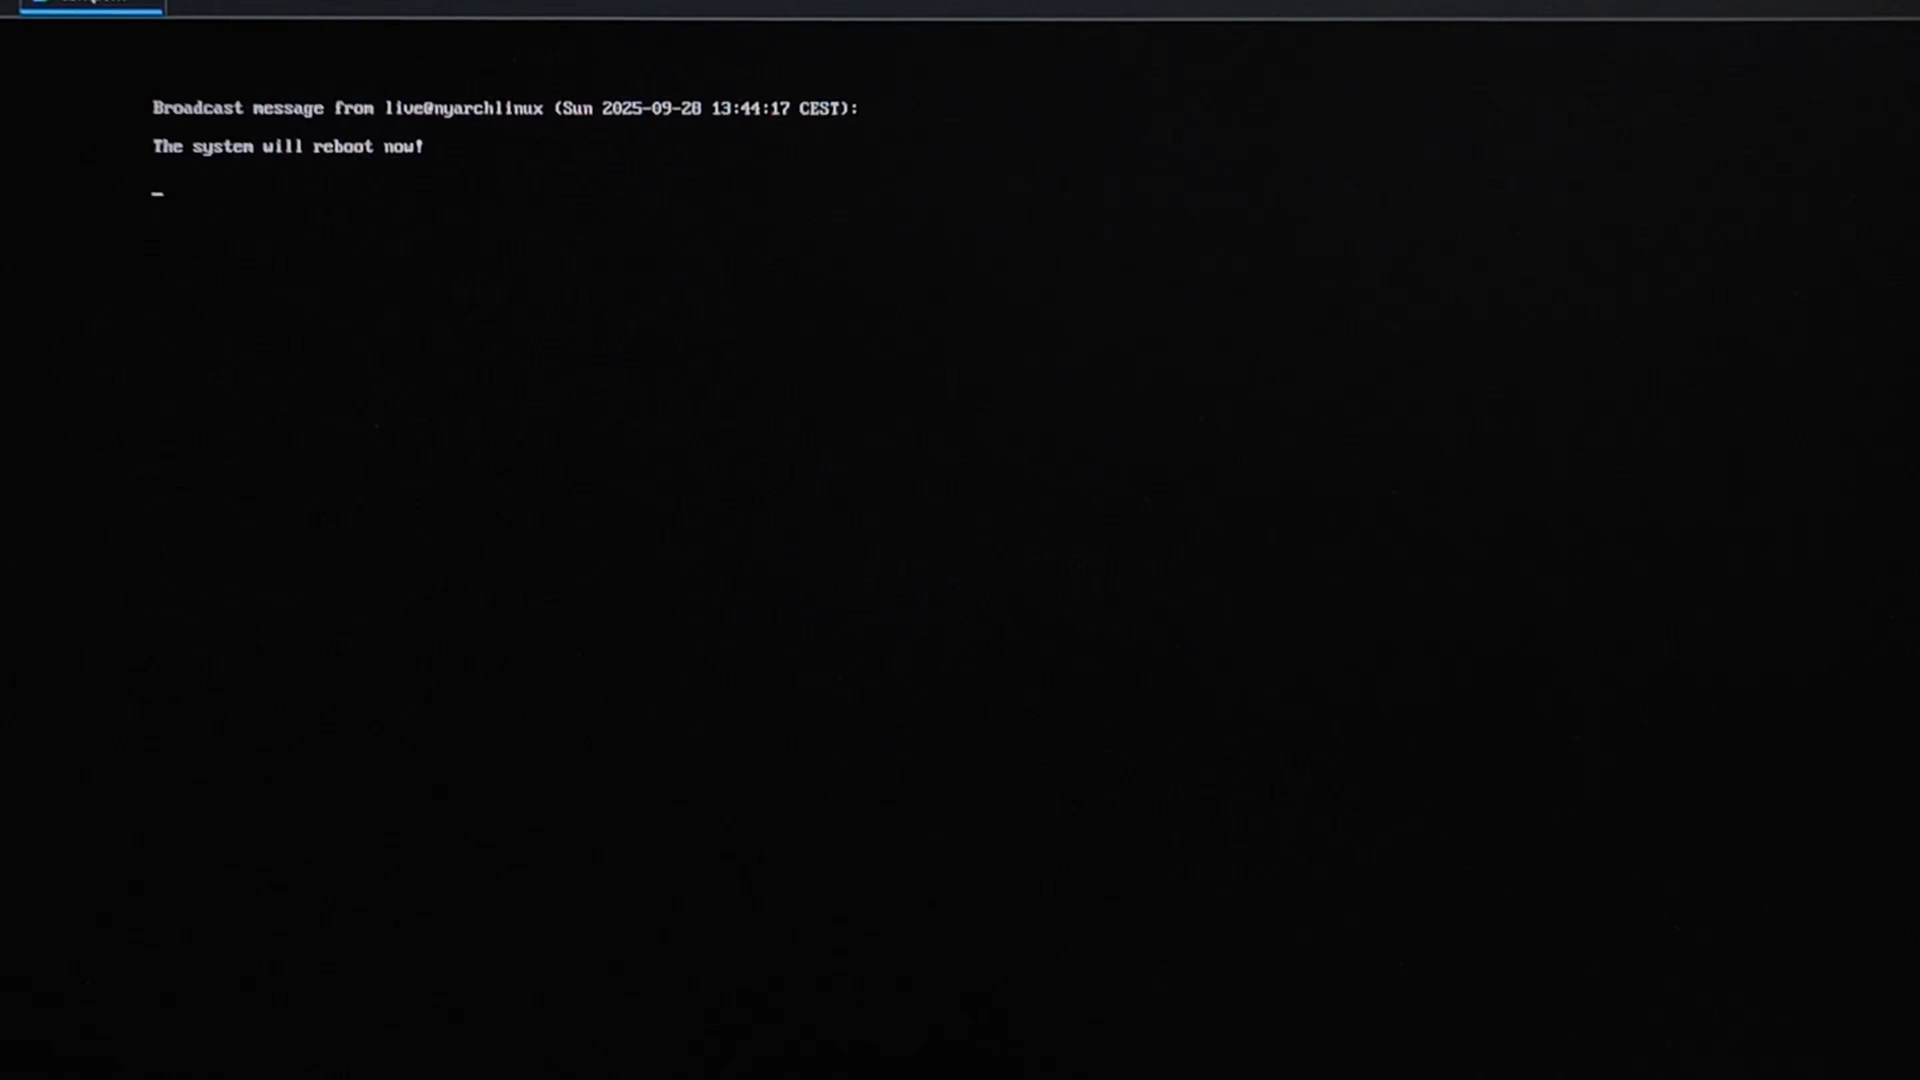 Broadcast message from live@nyarchlinux (Sun 2025-09-28 13:44:17 CEST):
The system will reboot now!